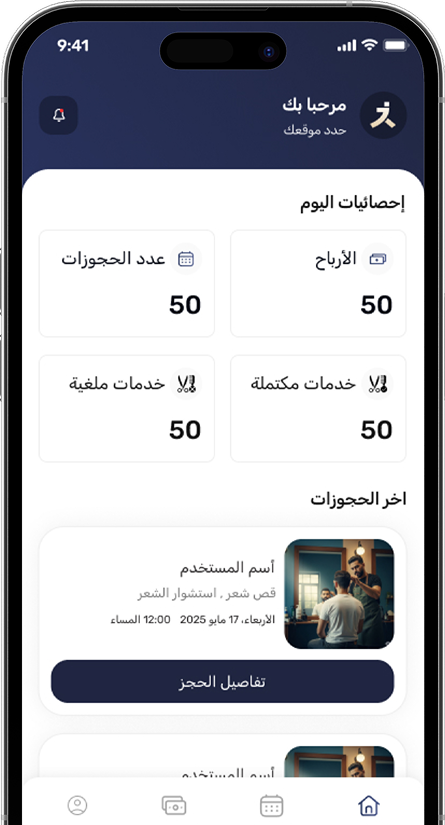 9:41
مرحبا بك
حدد موقعك
إحصائيات اليوم
الأرباح
50
عدد الحجوزات
50
خدمات مكتملة
50
خدمات ملغية
50
اخر الحجوزات
أسم المستخدم
قص شعر , استشوار الشعر
الأربعاء، 17 مايو 2025 12:00 المساء
تفاصيل الحجز
أسم المستخدم